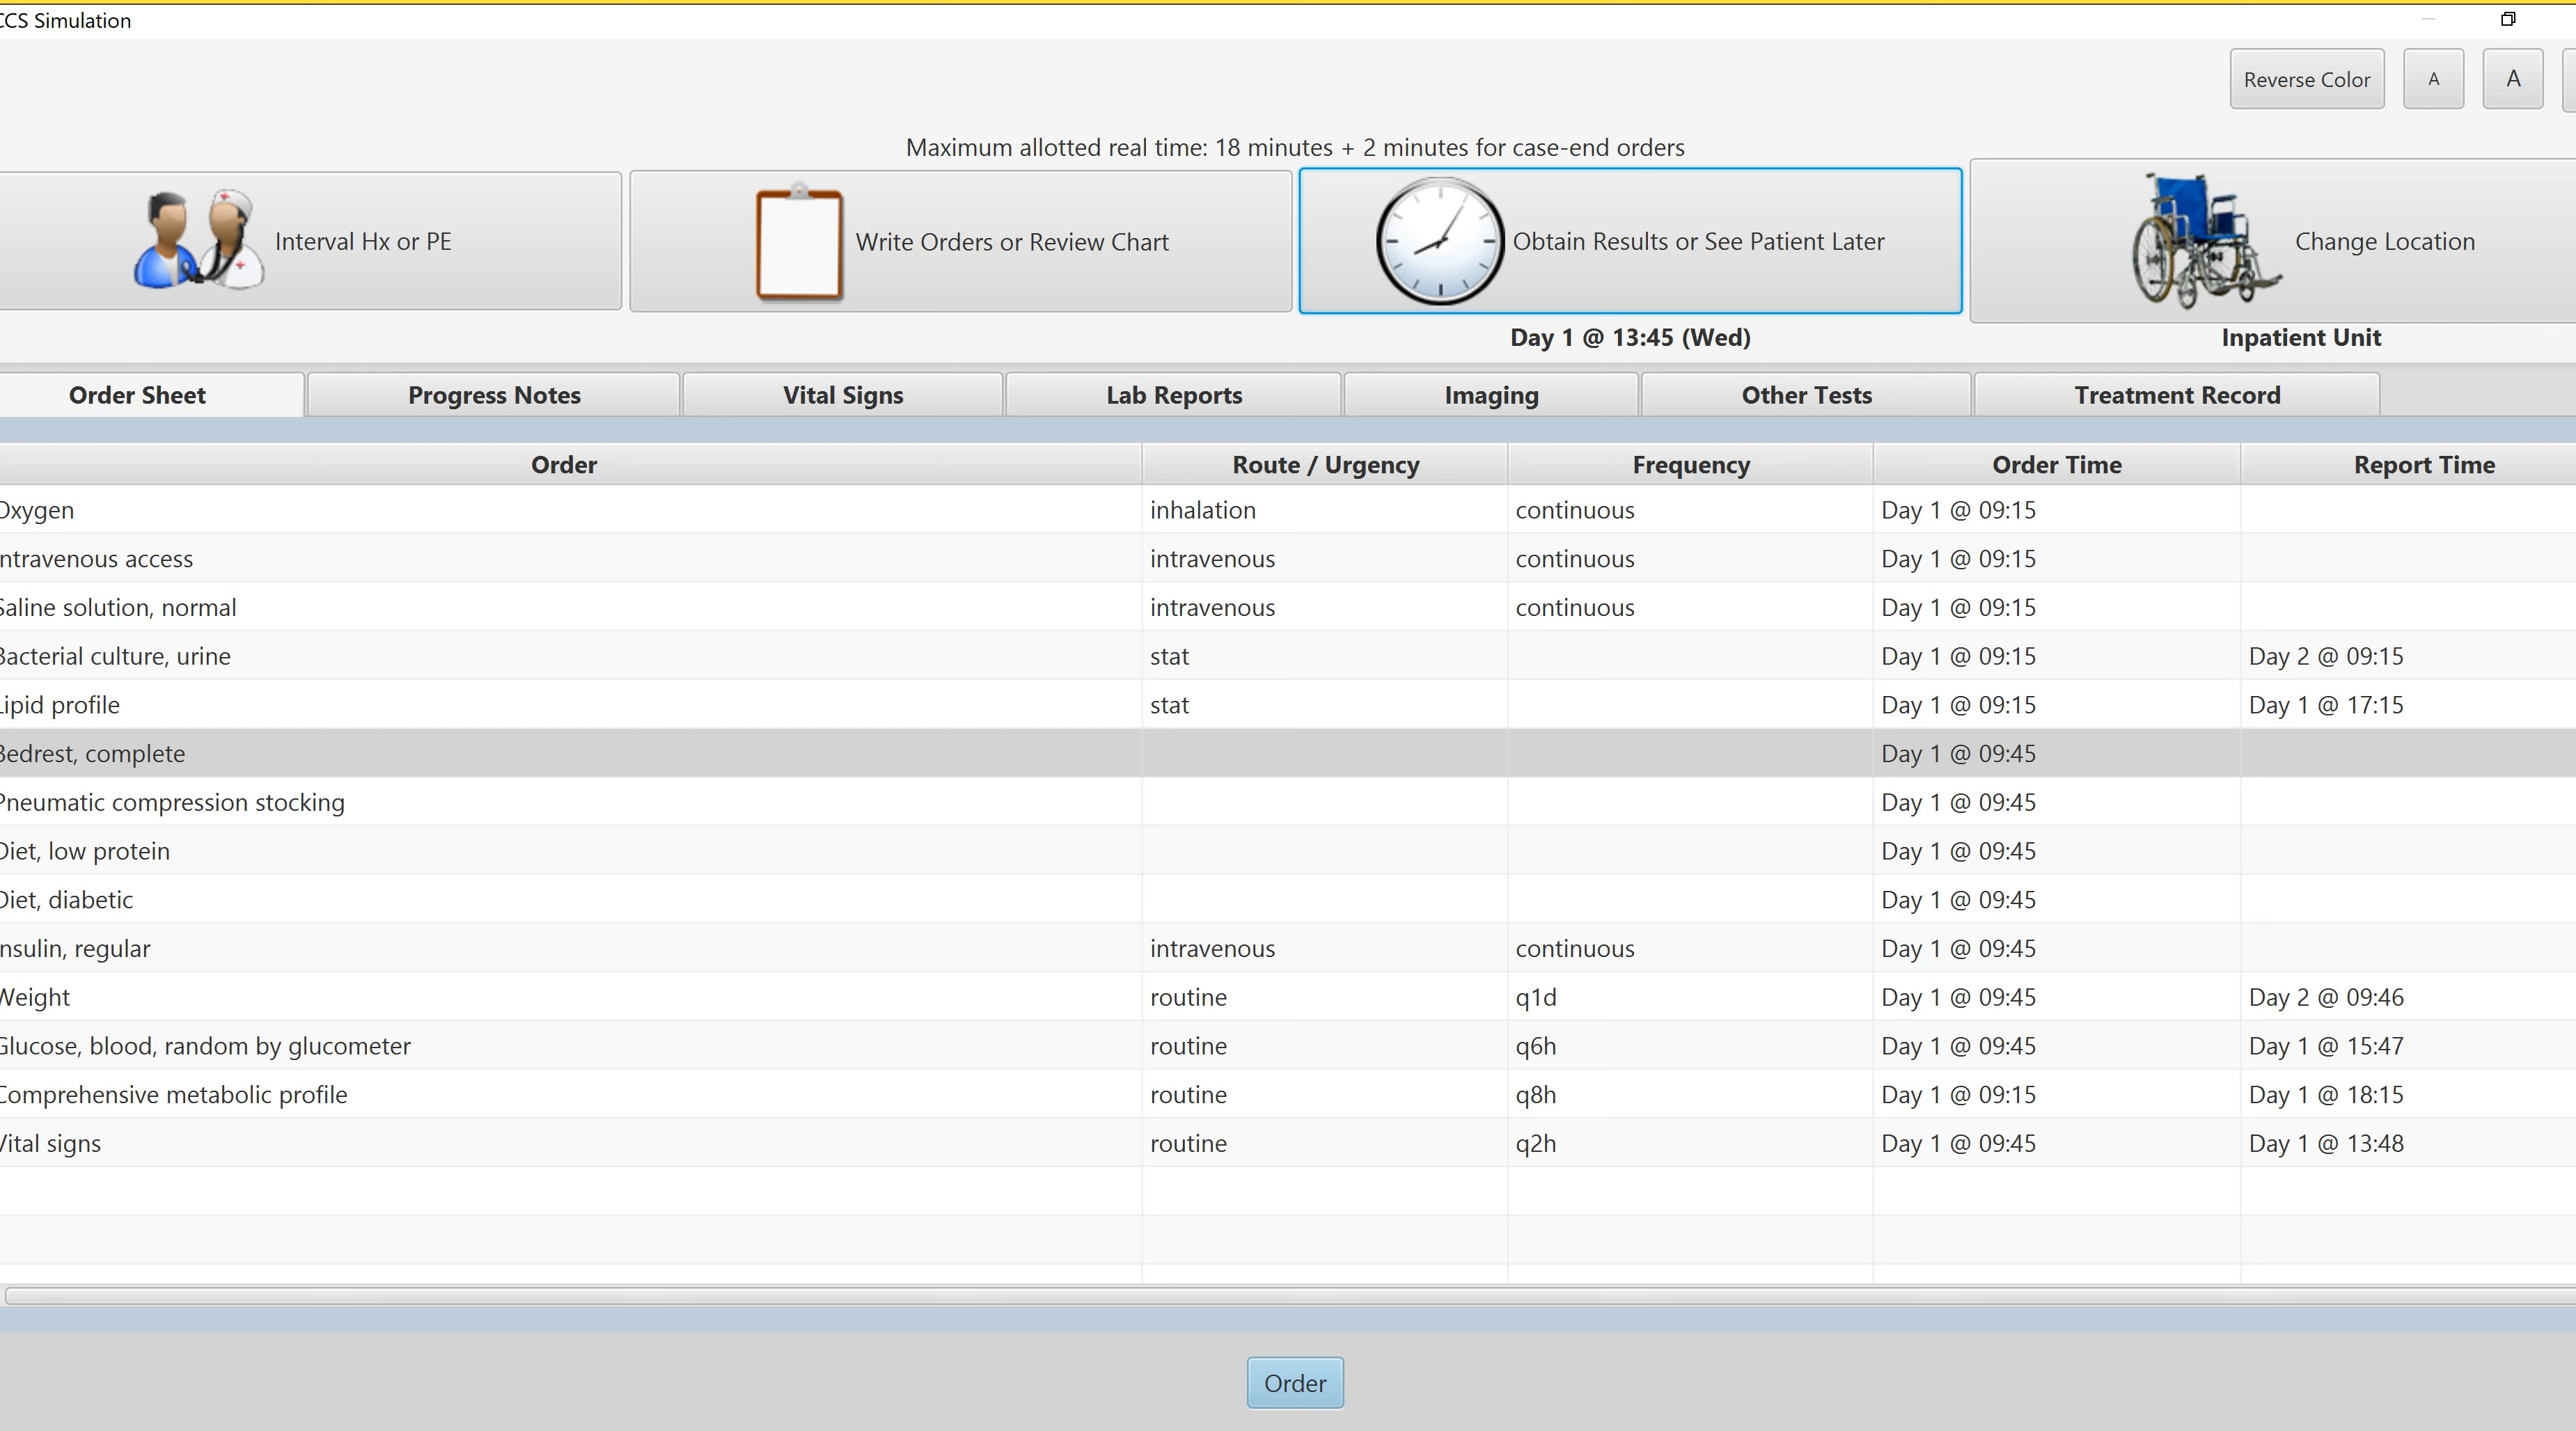 CCS Simulation
Reverse Color A A
Maximum allotted real time: 18 minutes + 2 minutes for case-end orders
Interval Hx or PE Write Orders or Review Chart Obtain Results or See Patient Later Change Location
Day 1 @ 13:45 (Wed) Inpatient Unit
Order Sheet Progress Notes Vital Signs Lab Reports Imaging Other Tests Treatment Record
Order Route / Urgency Frequency Order Time Report Time
Oxygen inhalation continuous Day 1 @ 09:15
ntravenous access intravenous continuous Day 1 @ 09:15
Saline solution, normal intravenous continuous Day 1 @ 09:15
Bacterial culture, urine stat Day 1 @ 09:15 Day 2 @ 09:15
Lipid profile stat Day 1 @ 09:15 Day 1 @ 17:15
Bedrest, complete Day 1 @ 09:45
Pneumatic compression stocking Day 1 @ 09:45
Diet, low protein Day 1 @ 09:45
Diet, diabetic Day 1 @ 09:45
nsulin, regular intravenous continuous Day 1 @ 09:45
Weight routine q1d Day 1 @ 09:45 Day 2 @ 09:46
Glucose, blood, random by glucometer routine q6h Day 1 @ 09:45 Day 1 @ 15:47
Comprehensive metabolic profile routine q8h Day 1 @ 09:15 Day 1 @ 18:15
Vital signs routine q2h Day 1 @ 09:45 Day 1 @ 13:48
Order